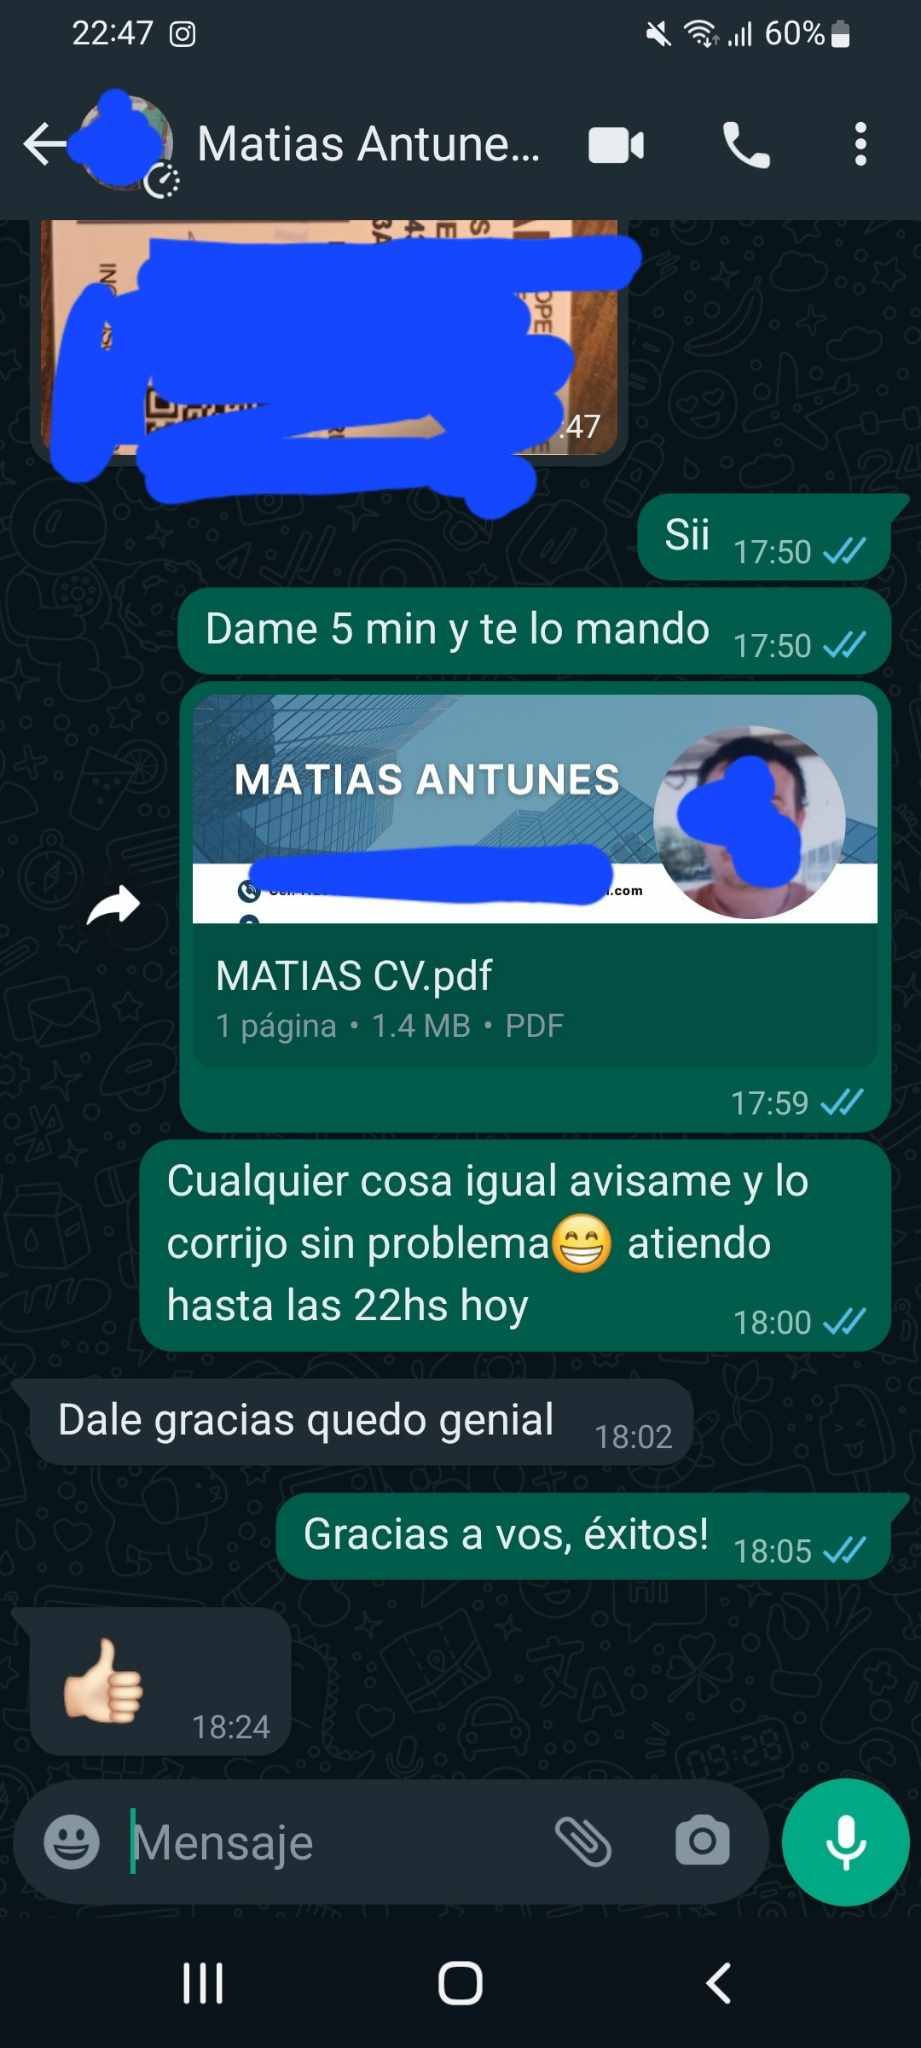 22:47
60%
Matias Antune...
:47
Sii
17:50
Dame 5 min y te lo mando
17:50
MATIAS ANTUNES
.com
MATIAS CV.pdf
1 página • 1.4 MB • PDF
17:59
Cualquier cosa igual avisame y lo
corrijo sin problema😁 atiendo
hasta las 22hs hoy
18:00
Dale gracias quedo genial
18:02
Gracias a vos, éxitos!
18:05
👍🏻
18:24
Mensaje